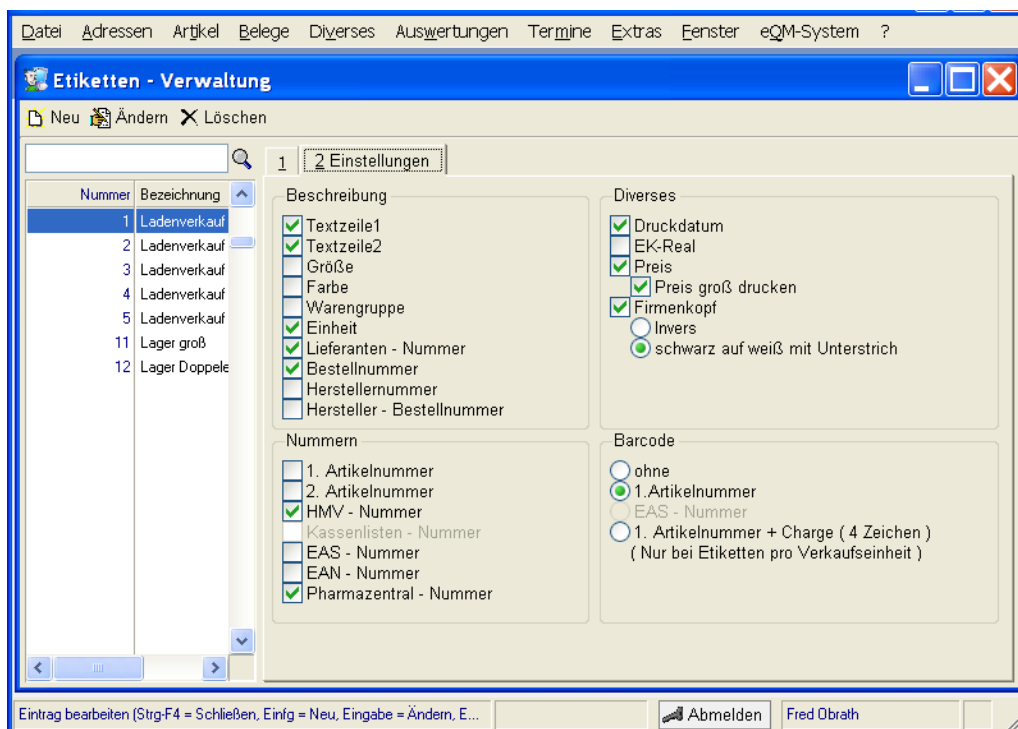 Datei Adressen Artikel Belege Diverses Auswertungen Termine Extras Fenster eQM-System ?
Etiketten - Verwaltung
Neu Ändern Löschen
1 2 Einstellungen
Nummer Bezeichnung
1 Ladenverkauf
2 Ladenverkauf
3 Ladenverkauf
4 Ladenverkauf
5 Ladenverkauf
11 Lager groß
12 Lager Doppele
Beschreibung
Textzeile1
Textzeile2
Größe
Farbe
Warengruppe
Einheit
Lieferanten - Nummer
Bestellnummer
Herstellernummer
Hersteller - Bestellnummer
Diverses
Druckdatum
EK-Real
Preis
Preis groß drucken
Firmenkopf
Invers
schwarz auf weiß mit Unterstrich
Nummern
1. Artikelnummer
2. Artikelnummer
HMV - Nummer
Kassenlisten - Nummer
EAS - Nummer
EAN - Nummer
Pharmazentral - Nummer
Barcode
ohne
1.Artikelnummer
EAS - Nummer
1. Artikelnummer + Charge ( 4 Zeichen )
( Nur bei Etiketten pro Verkaufseinheit )
Eintrag bearbeiten (Strg-F4 = Schließen, Einfg = Neu, Eingabe = Ändern, E... Abmelden Fred Obrath